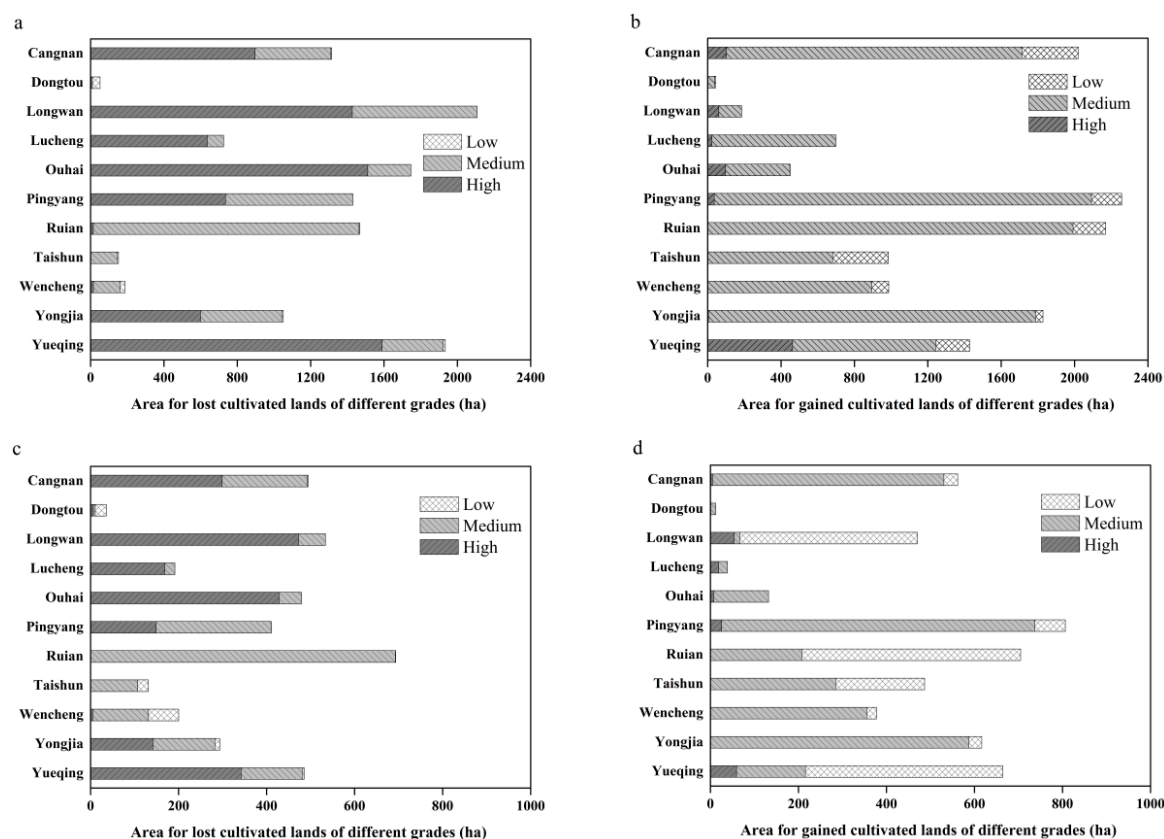 a
Cangnan
Dongtou
Longwan
Lucheng
Ouhai
Pingyang
Ruian
Taishun
Wencheng
Yongjia
Yueqing
Low
Medium
High
0 400 800 1200 1600 2000 2400
Area for lost cultivated lands of different grades (ha)
b
Cangnan
Dongtou
Longwan
Lucheng
Ouhai
Pingyang
Ruian
Taishun
Wencheng
Yongjia
Yueqing
Low
Medium
High
0 400 800 1200 1600 2000 2400
Area for gained cultivated lands of different grades (ha)
c
Cangnan
Dongtou
Longwan
Lucheng
Ouhai
Pingyang
Ruian
Taishun
Wencheng
Yongjia
Yueqing
Low
Medium
High
0 200 400 600 800 1000
Area for lost cultivated lands of different grades (ha)
d
Cangnan
Dongtou
Longwan
Lucheng
Ouhai
Pingyang
Ruian
Taishun
Wencheng
Yongjia
Yueqing
Low
Medium
High
0 200 400 600 800 1000
Area for gained cultivated lands of different grades (ha)